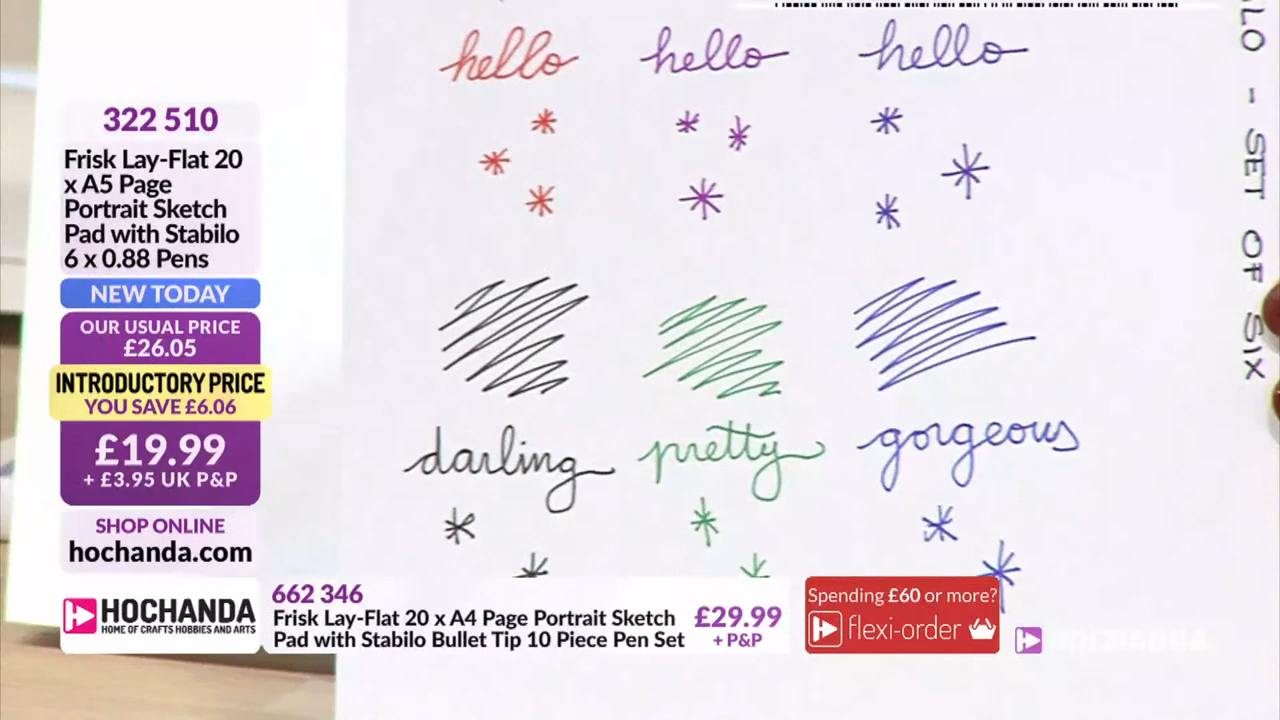 hello hello hello
darling pretty gorgeous
LO - SET OF SIX
322 510
Frisk Lay-Flat 20
x A5 Page
Portrait Sketch
Pad with Stabilo
6 x 0.88 Pens
NEW TODAY
OUR USUAL PRICE
£26.05
INTRODUCTORY PRICE
YOU SAVE £6.06
£19.99
+ £3.95 UK P&P
SHOP ONLINE
hochanda.com
HOCHANDA
HOME OF CRAFTS HOBBIES AND ARTS
662 346
Frisk Lay-Flat 20 x A4 Page Portrait Sketch
Pad with Stabilo Bullet Tip 10 Piece Pen Set
£29.99
+ P&P
Spending £60 or more?
flexi-order
HOCHANDA